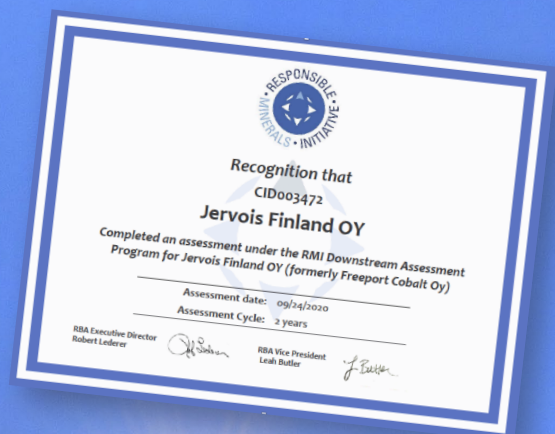 RESPONSIBLE
MINERALS • INITIATIVE
Recognition that
CID003472
Jervois Finland OY
Completed an assessment under the RMI Downstream Assessment
Program for Jervois Finland OY (formerly Freeport Cobalt Oy)
Assessment date: 09/24/2020
Assessment Cycle: 2 years
RBA Executive Director
Robert Lederer
RBA Vice President
Leah Butler